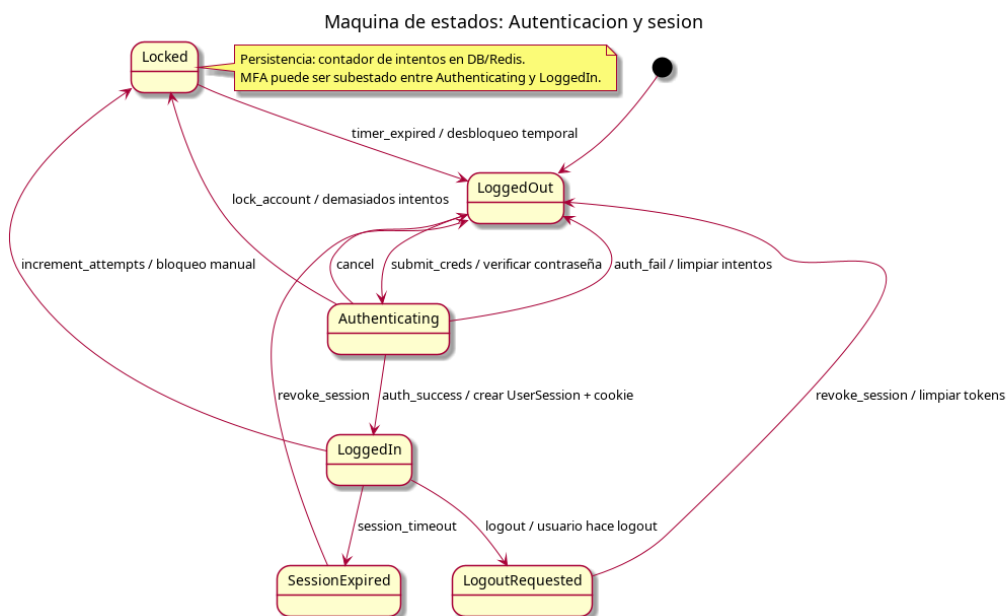 Maquina de estados: Autenticacion y sesion
Locked
Persistencia: contador de intentos en DB/Redis.
MFA puede ser subestado entre Authenticating y LoggedIn.
timer_expired / desbloqueo temporal
LoggedOut
lock_account / demasiados intentos
increment_attempts / bloqueo manual
cancel
submit_creds / verificar contraseña
auth_fail / limpiar intentos
Authenticating
revoke_session
auth_success / crear UserSession + cookie
revoke_session / limpiar tokens
LoggedIn
session_timeout
logout / usuario hace logout
SessionExpired
LogoutRequested